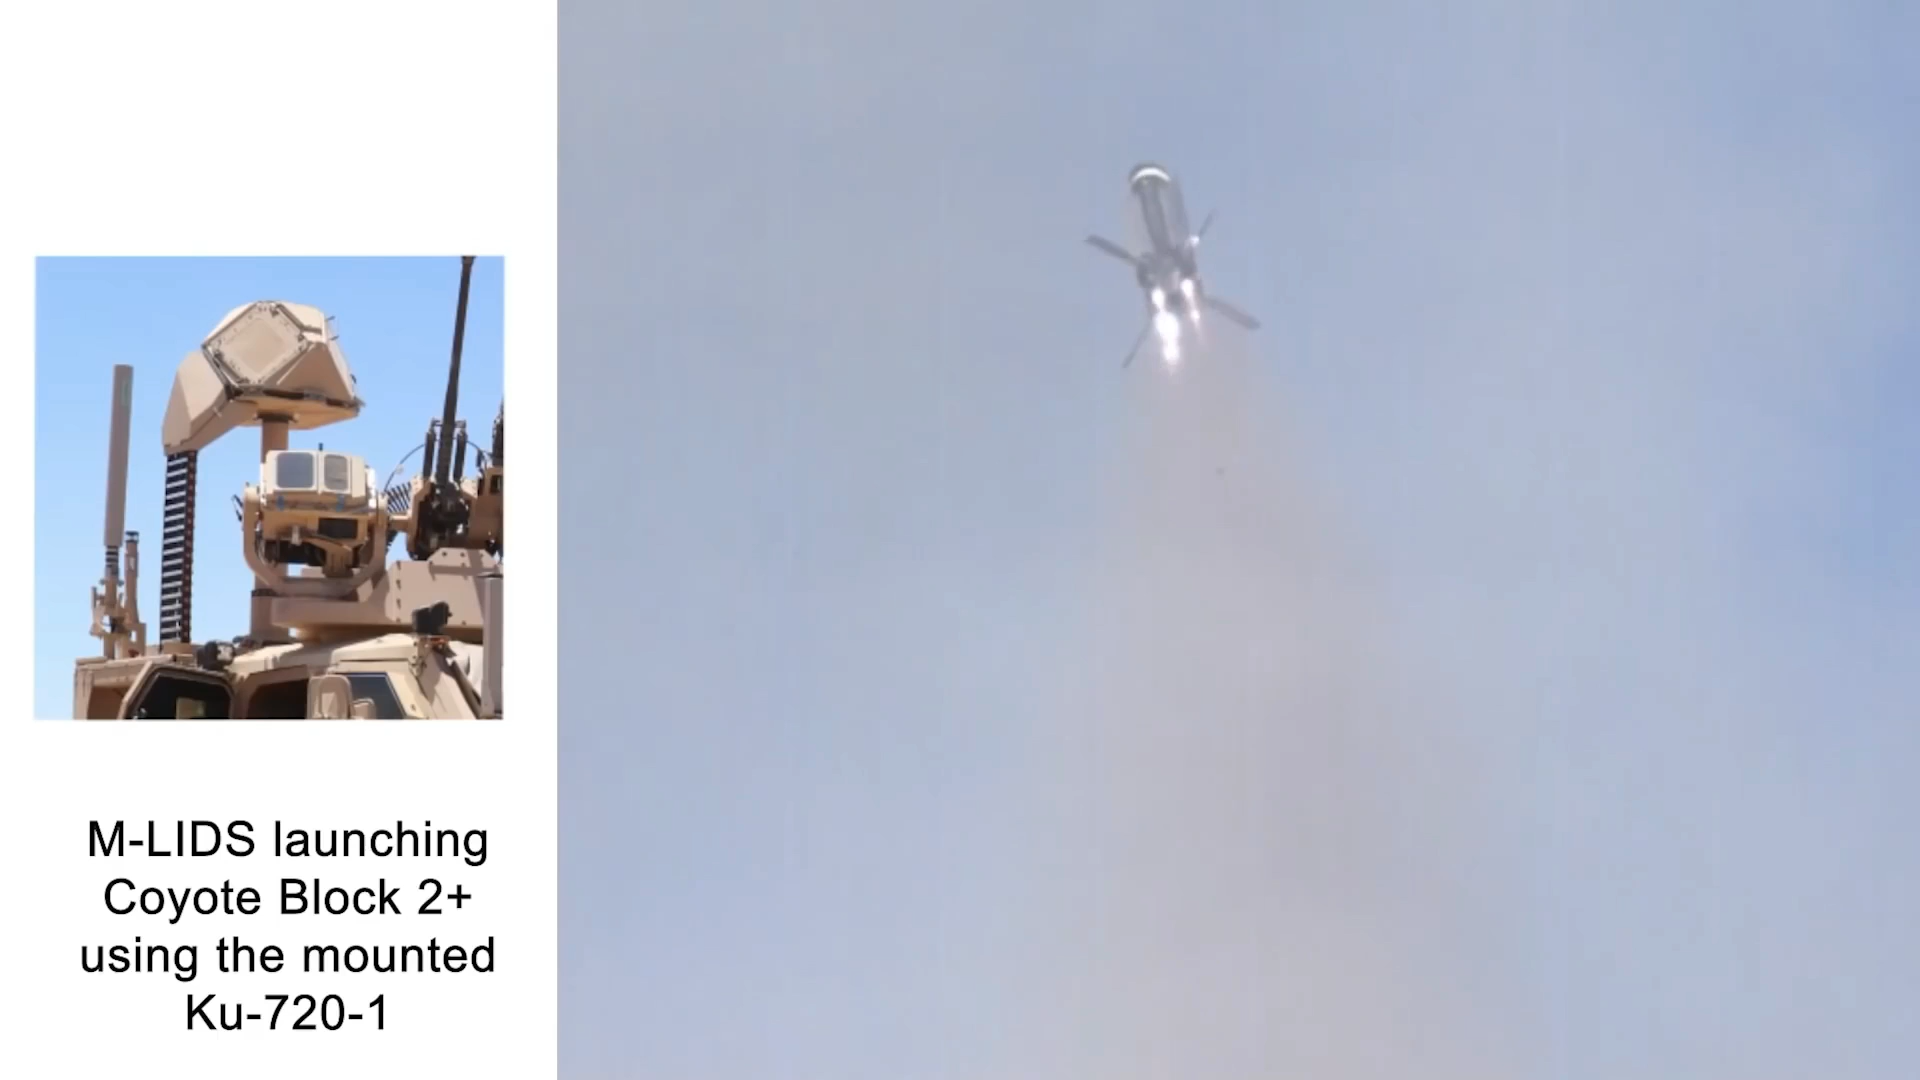 M-LIDS launching
Coyote Block 2+
using the mounted
Ku-720-1